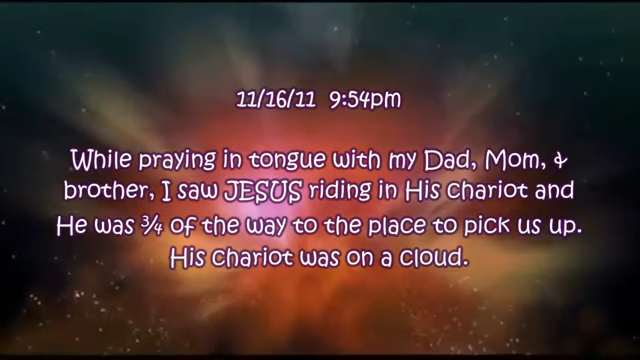 11/16/11 9:54pm
While praying in tongue with my Dad, Mom, &
brother, I saw JESUS riding in His chariot and
He was ¾ of the way to the place to pick us up.
His chariot was on a cloud.